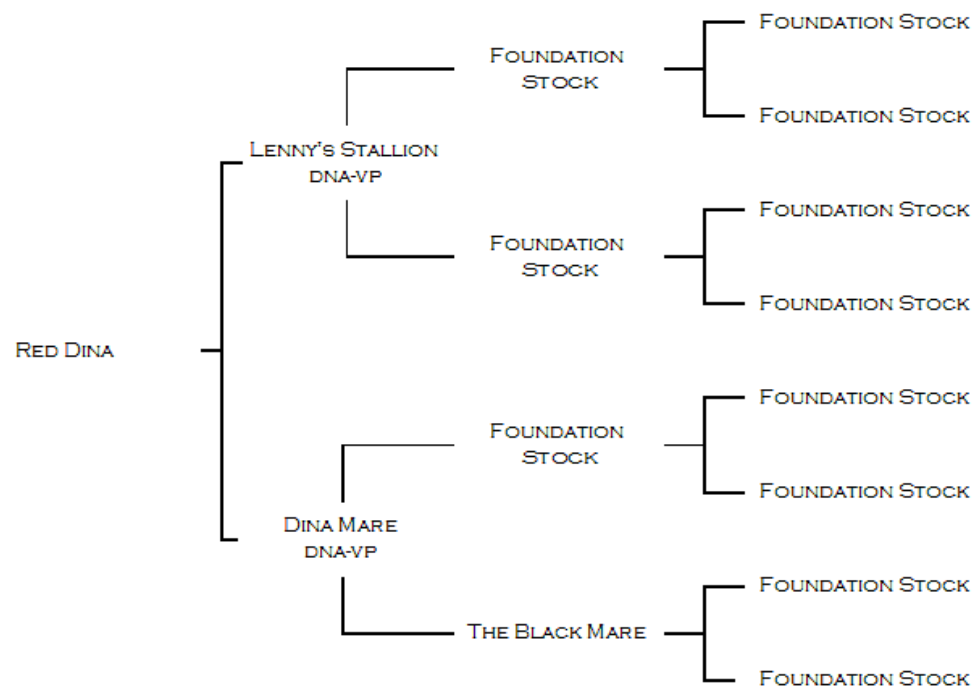 Foundation Stock
Foundation
Stock
Foundation Stock
Lenny's Stallion
DNA-VP
Foundation Stock
Foundation
Stock
Foundation Stock
Red Dina
Foundation Stock
Foundation
Stock
Foundation Stock
Dina Mare
DNA-VP
Foundation Stock
The Black Mare
Foundation Stock